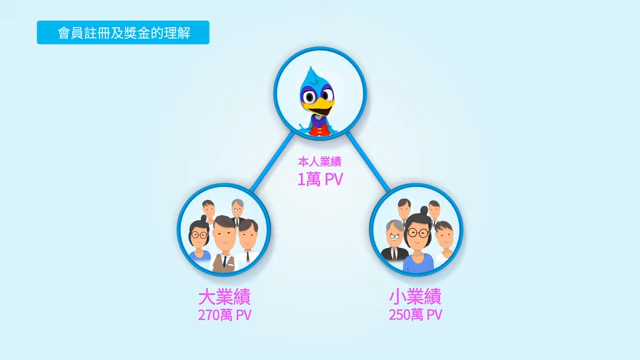 會員註冊及獎金的理解
本人業績
1萬 PV
大業績
270萬 PV
小業績
250萬 PV